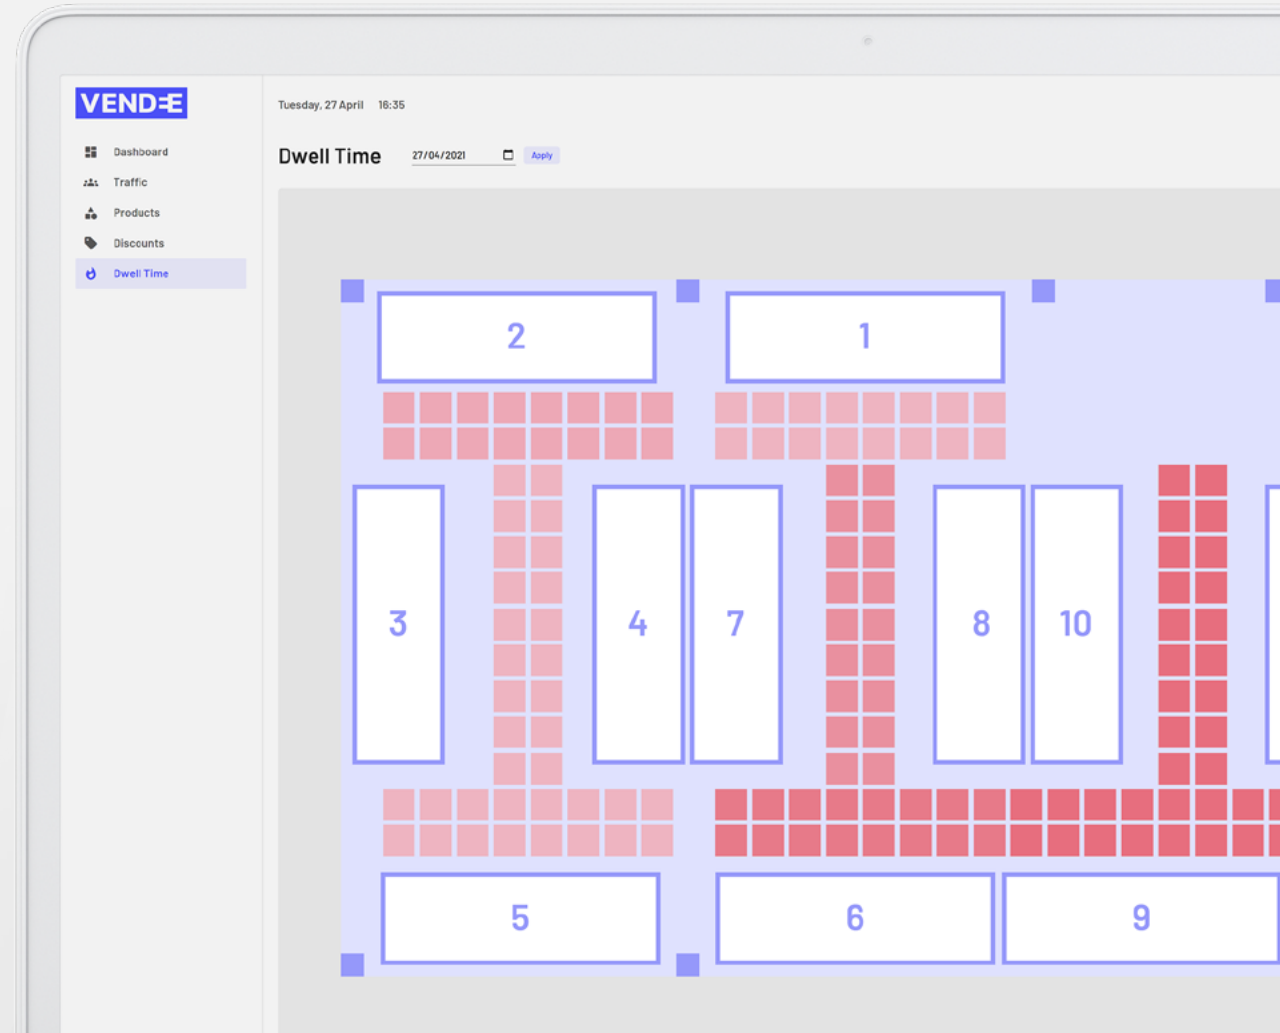 VENDEE
Tuesday, 27 April 16:35
Dashboard
Traffic
Products
Discounts
Dwell Time
Dwell Time 27/04/2021 Apply
2 1
3 4 7 8 10
5 6 9